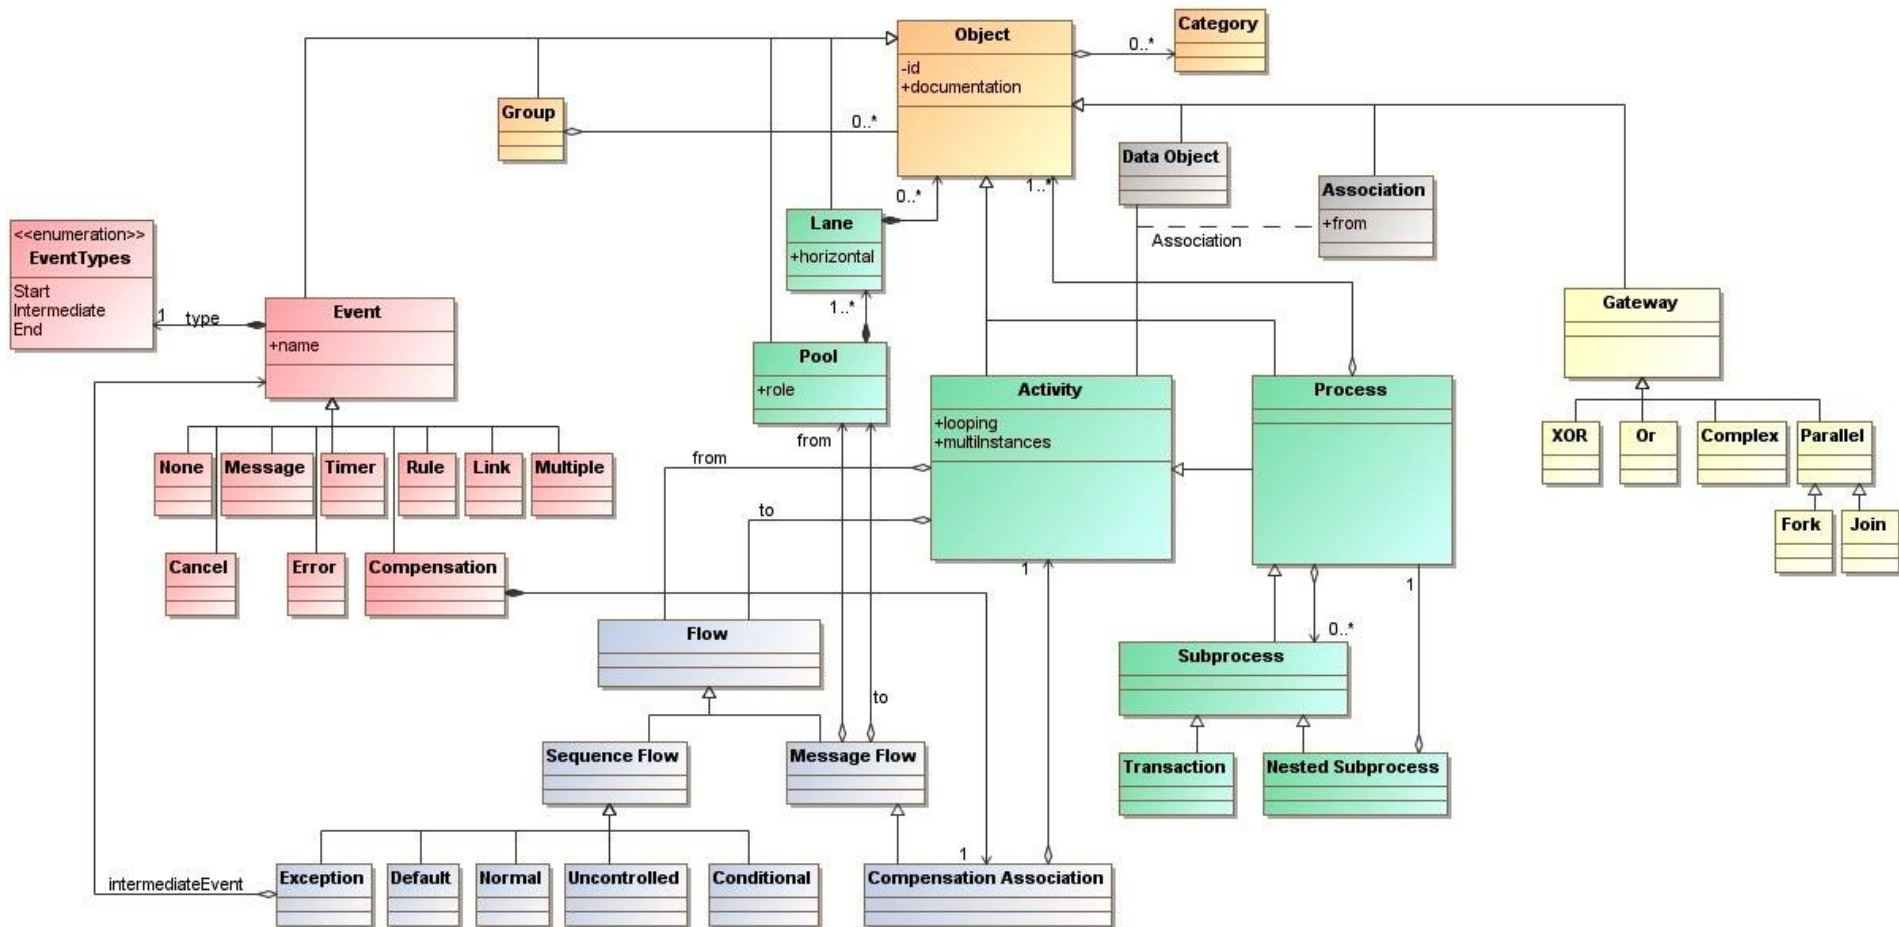 Object
-id
+documentation
0..*
Category
Group
0..*
Data Object
Association
+from
Association
0..*
1..*
Lane
+horizontal
1..*
<<enumeration>>
EventTypes
Start
Intermediate
End
1
type
Event
+name
Gateway
Pool
+role
from
Activity
+looping
+multiInstances
Process
XOR
Or
Complex
Parallel
Fork
Join
None
Message
Timer
Rule
Link
Multiple
from
to
Cancel
Error
Compensation
1
1
0..*
Flow
Subprocess
to
Sequence Flow
Message Flow
Transaction
Nested Subprocess
1
intermediateEvent
Exception
Default
Normal
Uncontrolled
Conditional
Compensation Association